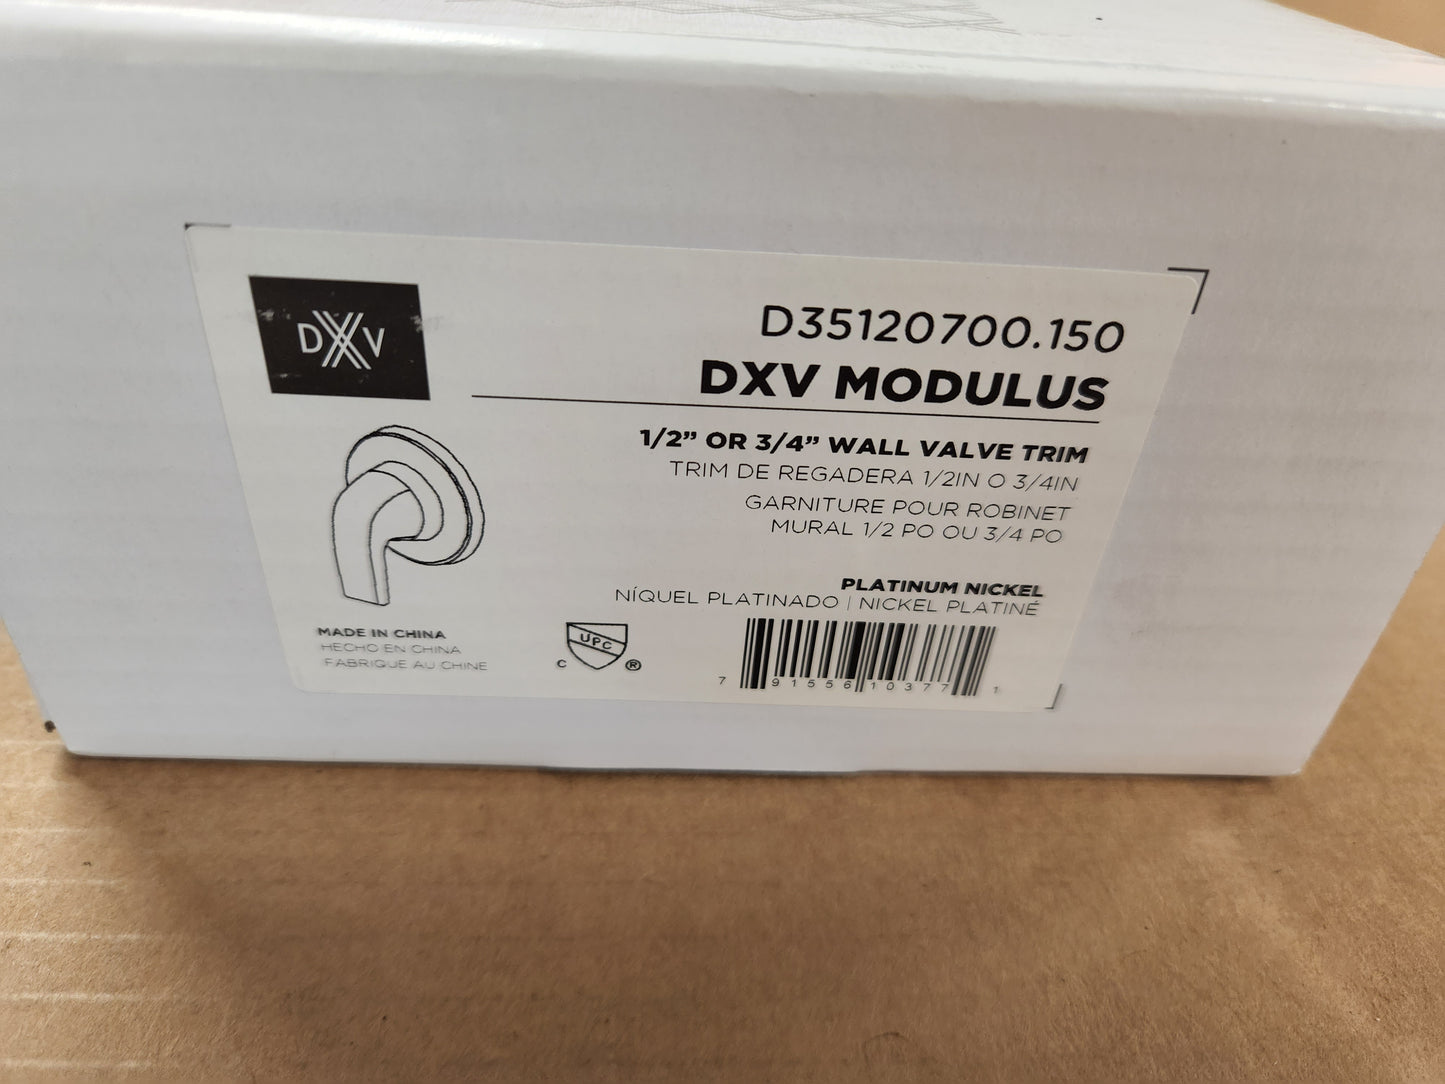 DXV
D35120700.150
DXV MODULUS
1/2” OR 3/4” WALL VALVE TRIM
TRIM DE REGADERA 1/2IN O 3/4IN
GARNITURE POUR ROBINET
MURAL 1/2 PO OU 3/4 PO
PLATINUM NICKEL
NÍQUEL PLATINADO | NICKEL PLATINÉ
MADE IN CHINA
HECHO EN CHINA
FABRIQUE AU CHINE
UPC
C ®
7 91556 10377 1